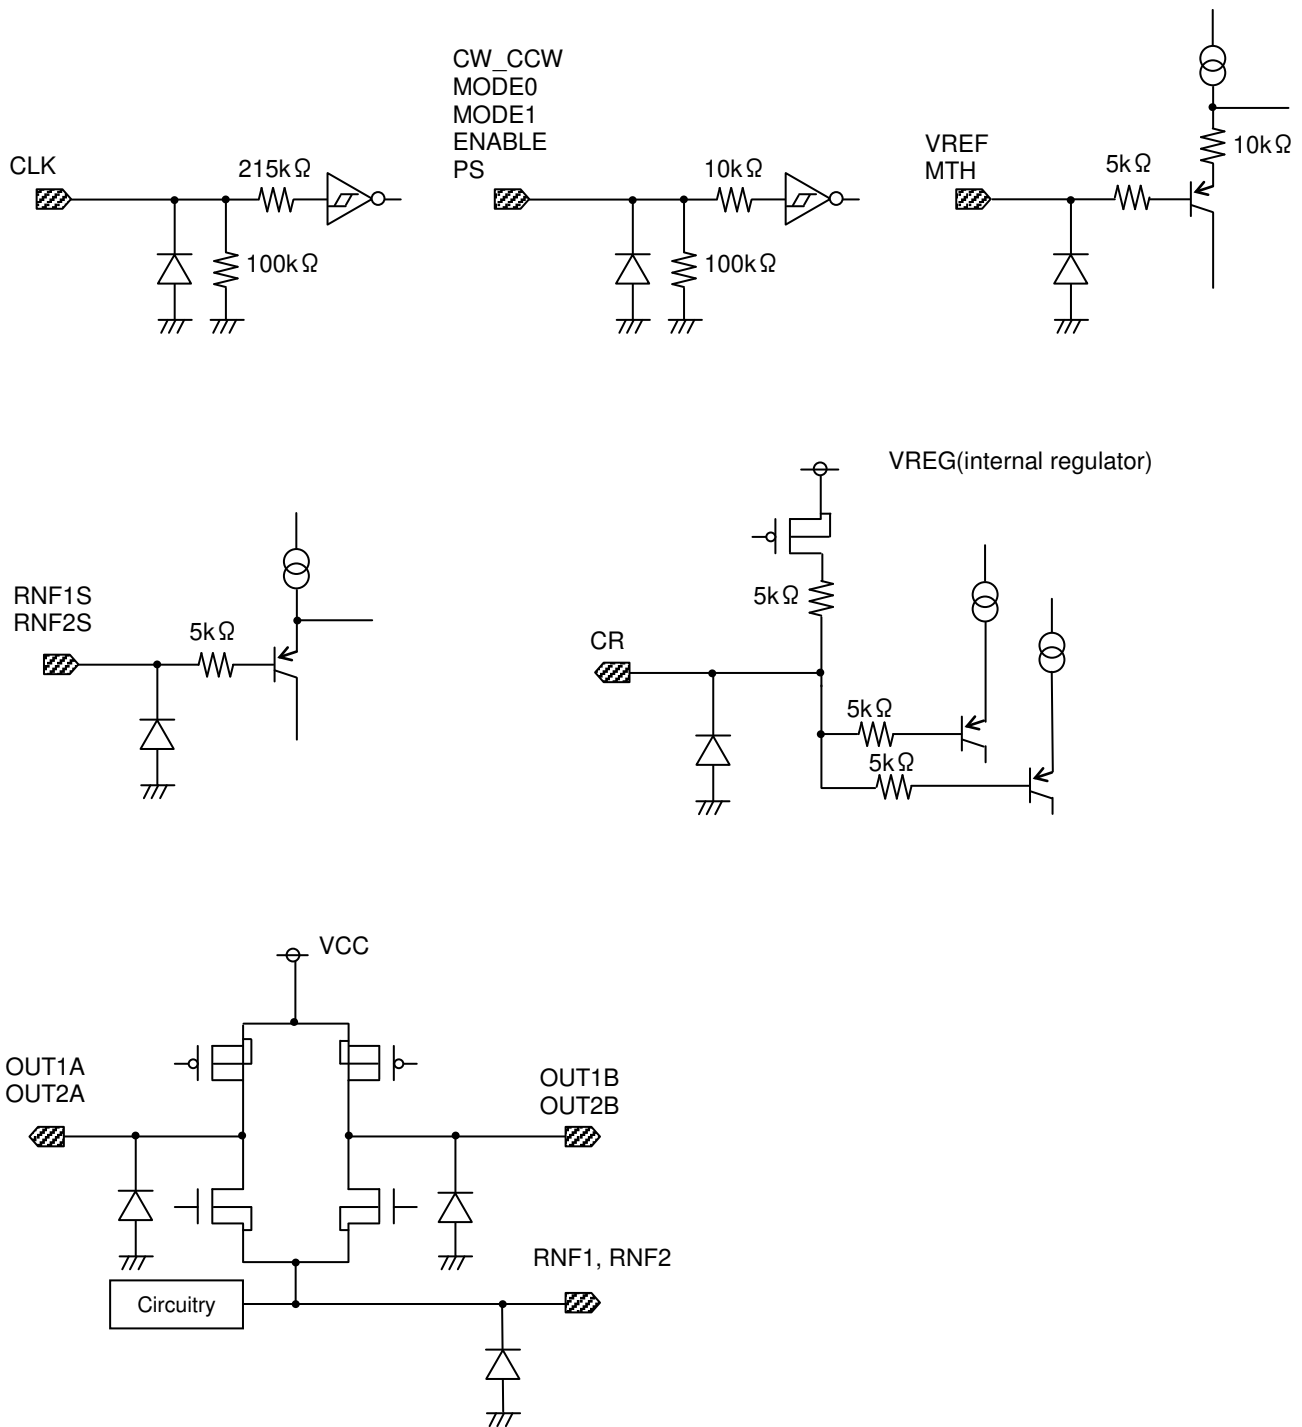 CLK
215kΩ
100kΩ
CW_CCW
MODE0
MODE1
ENABLE
PS
10kΩ
100kΩ
VREF
MTH
5kΩ
10kΩ
RNF1S
RNF2S
5kΩ
VREG(internal regulator)
5kΩ
CR
5kΩ
5kΩ
VCC
OUT1A
OUT2A
OUT1B
OUT2B
RNF1, RNF2
Circuitry